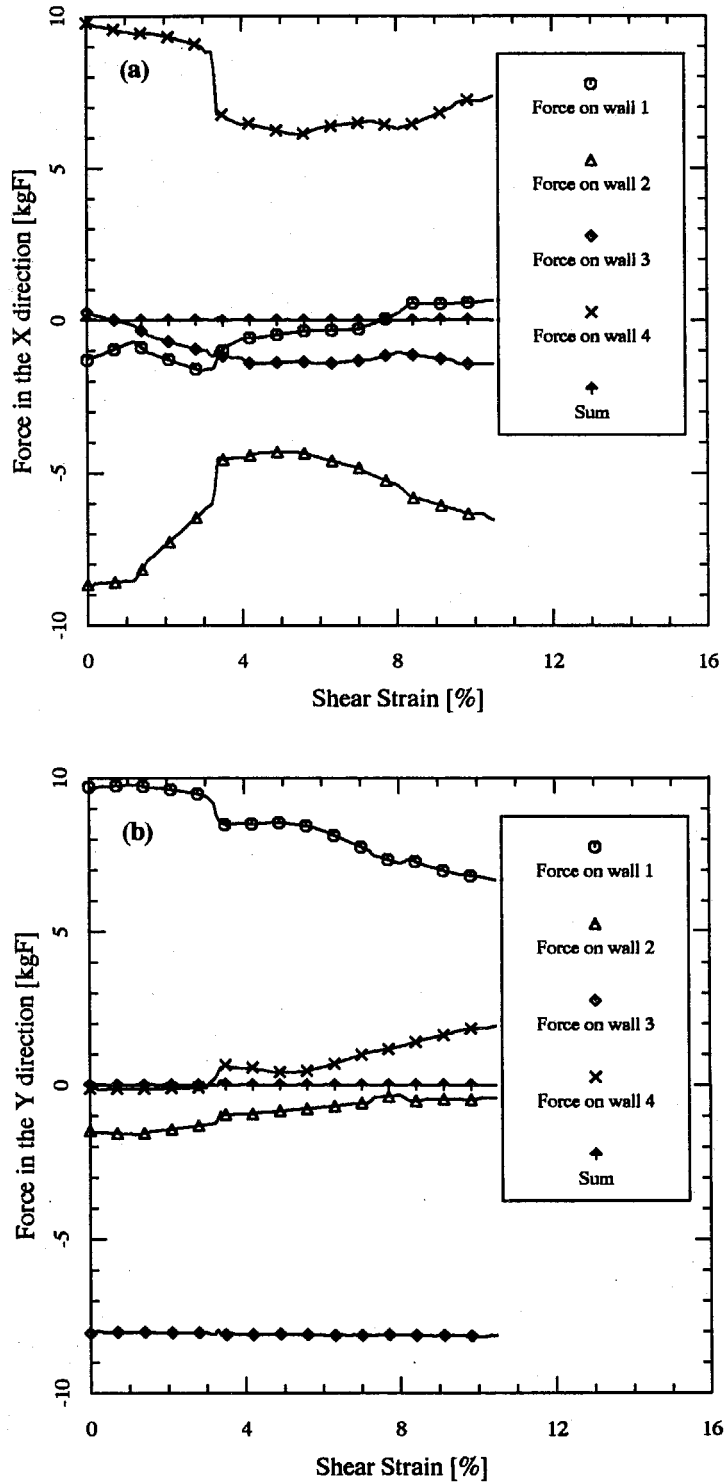 10
(a)
Force on wall 1
Force on wall 2
Force on wall 3
Force on wall 4
Sum
5
0
-5
-10
Force in the X direction [kgF]
0
4
8
12
16
Shear Strain [%]
10
(b)
Force on wall 1
Force on wall 2
Force on wall 3
Force on wall 4
Sum
5
0
-5
-10
Force in the Y direction [kgF]
0
4
8
12
16
Shear Strain [%]